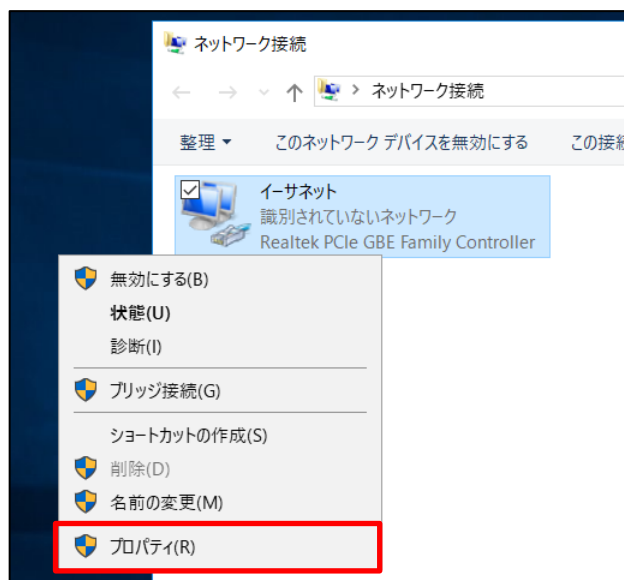 ネットワーク接続
ネットワーク接続
整理 このネットワーク デバイスを無効にする この接続
イーサネット
識別されていないネットワーク
Realtek PCIe GBE Family Controller
無効にする(B)
状態(U)
診断(I)
ブリッジ接続(G)
ショートカットの作成(S)
削除(D)
名前の変更(M)
プロパティ(R)